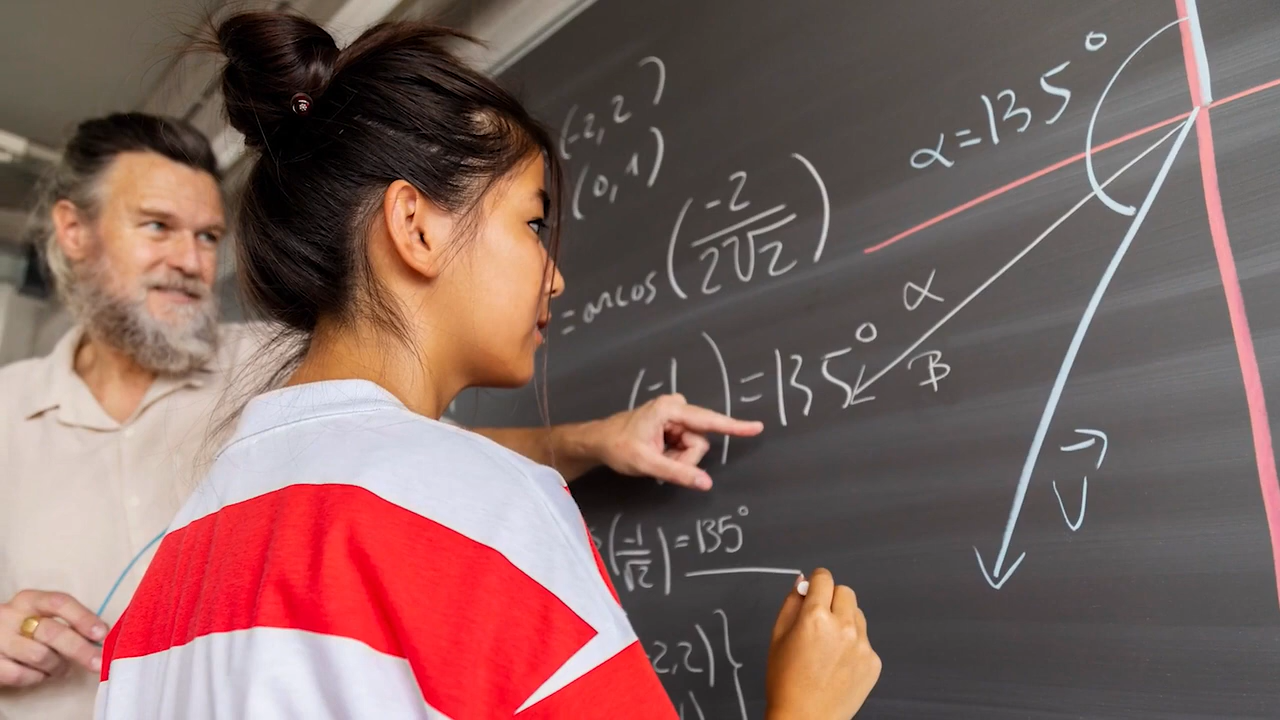 (-2, 2)
(0, 1)
= arcos (-2/2√2)
(-1 ) = 135°
(-1/√2) = 135°
2,2)}
α = 135°
α
B
→
U